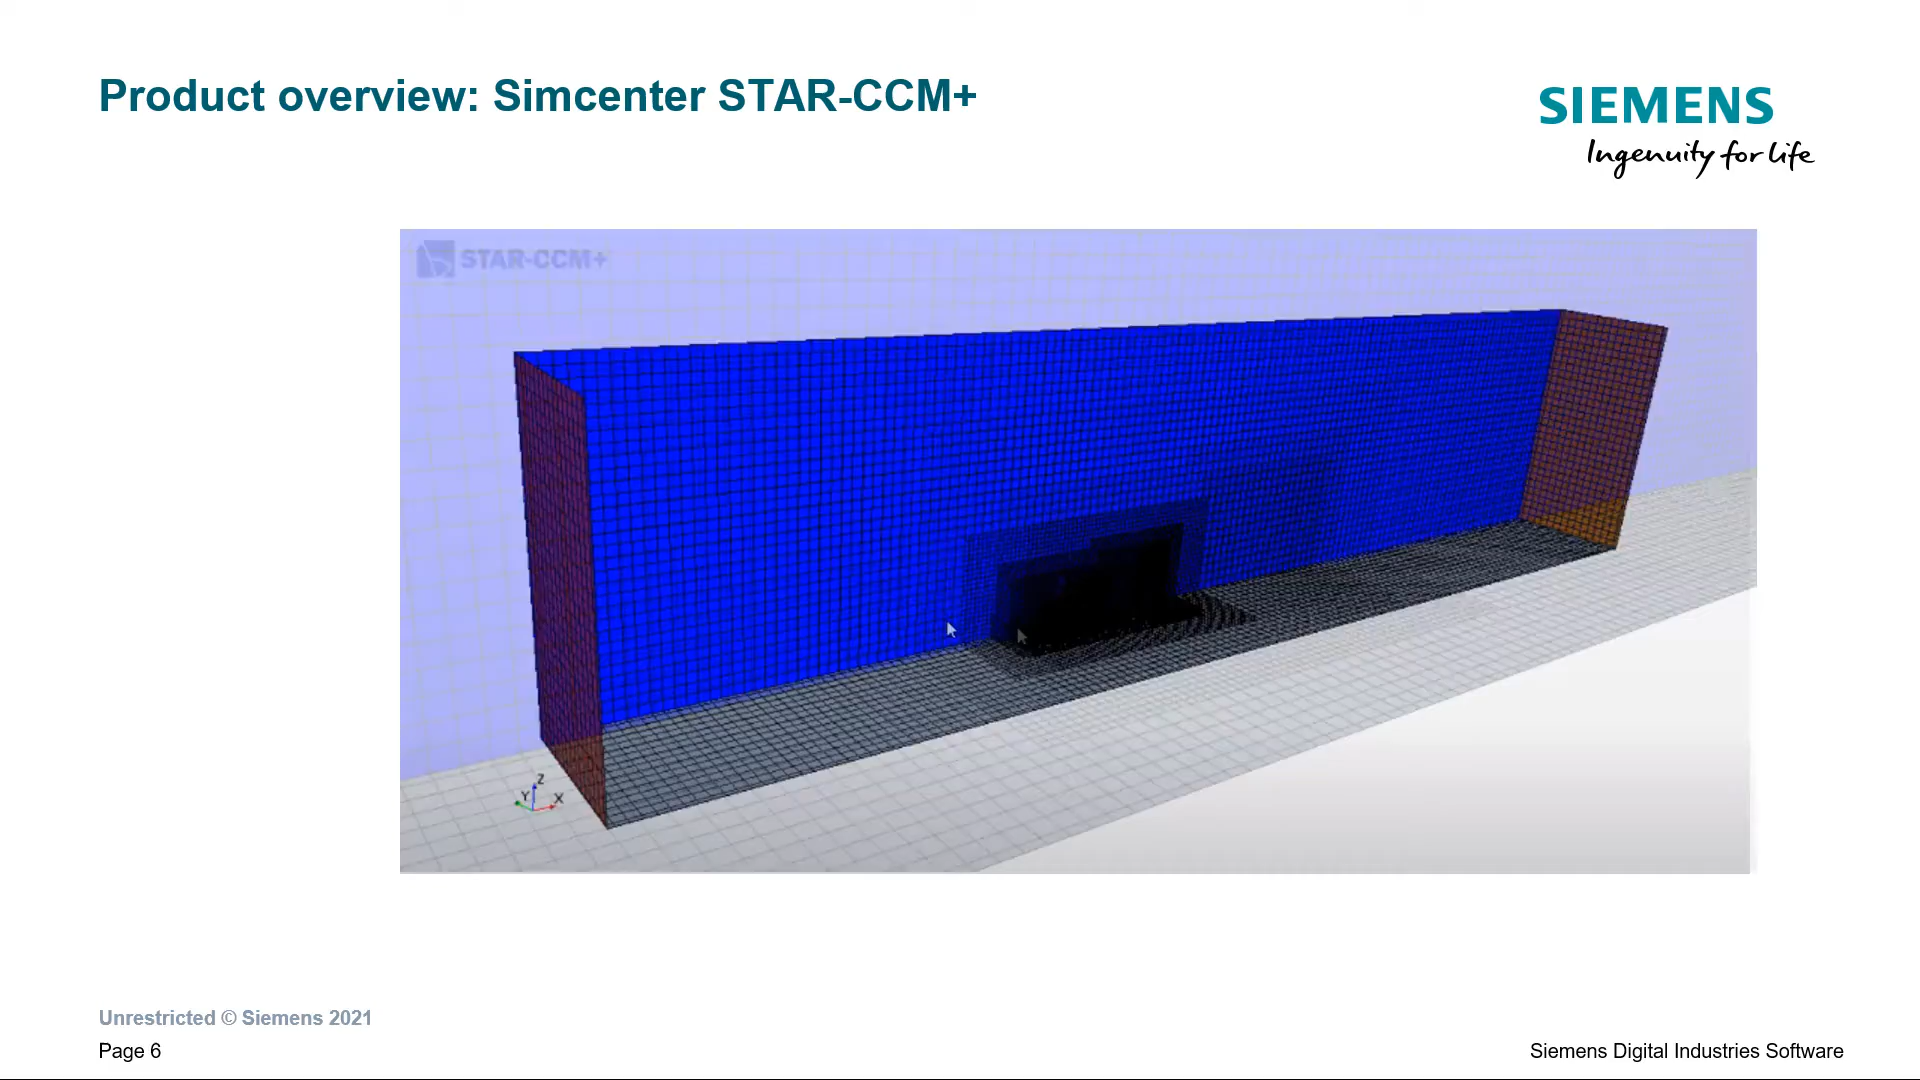 Product overview: Simcenter STAR-CCM+
SIEMENS
Ingenuity for life
STAR-CCM+
Z
Y
X
Unrestricted © Siemens 2021
Page 6
Siemens Digital Industries Software